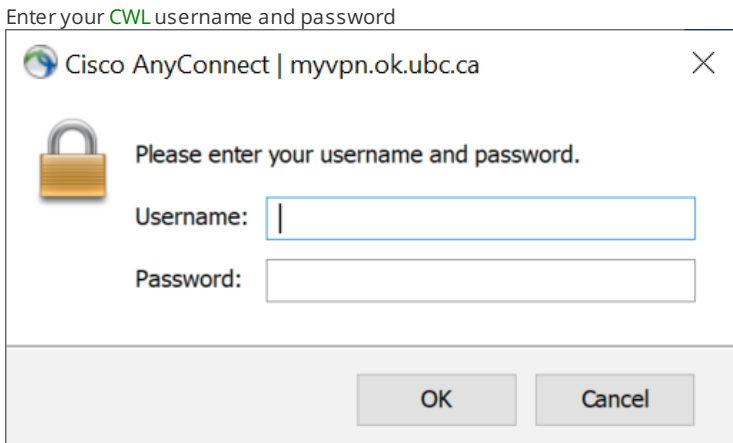 Enter your CWL username and password
Cisco AnyConnect | myvpn.ok.ubc.ca
Please enter your username and password.
Username:
Password:
OK Cancel